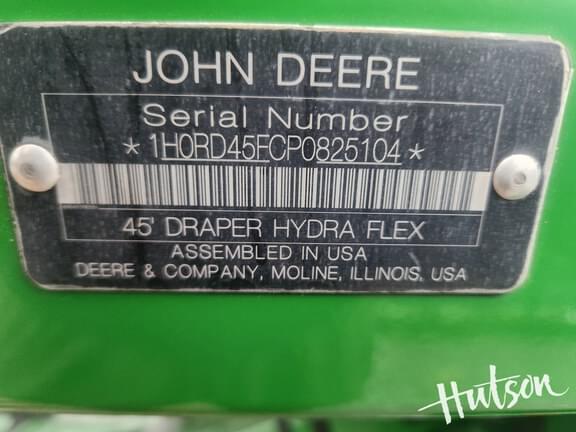 JOHN DEERE
Serial Number
*1H0RD45FCP0825104*
45' DRAPER HYDRA FLEX
ASSEMBLED IN USA
DEERE & COMPANY, MOLINE, ILLINOIS, USA
Hutson